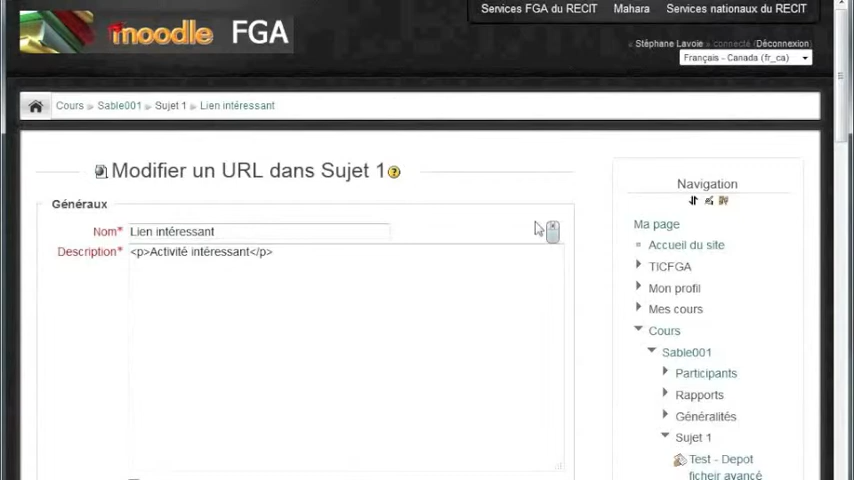 Services FGA du RECIT Mahara Services nationaux du RECIT
moodle FGA
« Stéphane Lavoie » connecté (Déconnexion)
Français - Canada (fr_ca)
Cours Sable001 Sujet 1 Lien intéressant
Modifier un URL dans Sujet 1
Navigation
Généraux
Ma page
Nom* Lien intéressant
Accueil du site
Description* <p>Activité intéressant</p>
TICFGA
Mon profil
Mes cours
Cours
Sable001
Participants
Rapports
Généralités
Sujet 1
Test - Depot
ficheir avancé